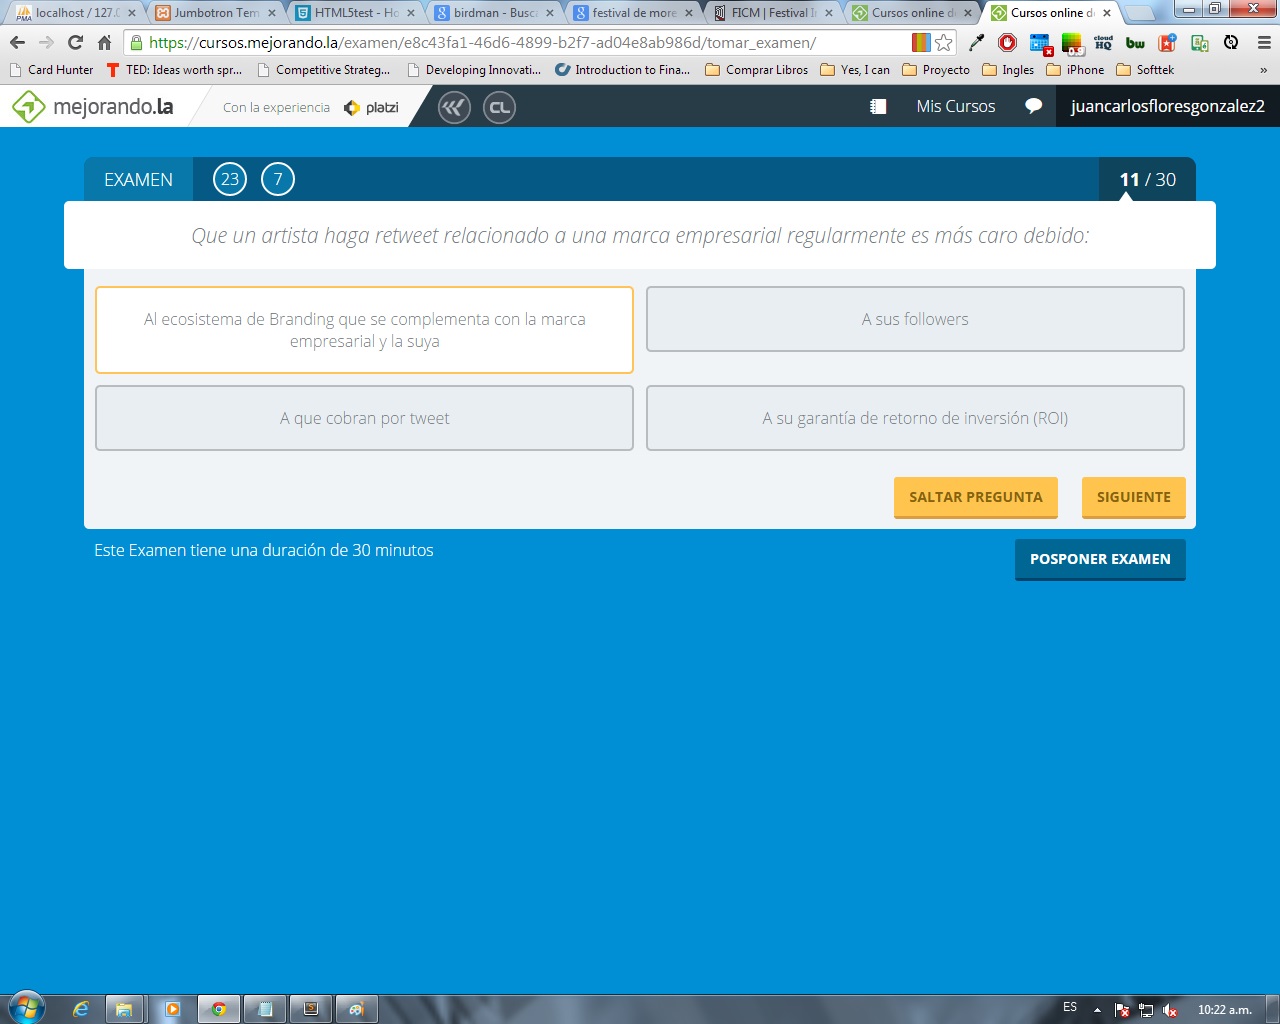 localhost / 127.0
Jumbotron Tem
HTML5test - Ho
birdman - Busca
festival de more
FICM | Festival In
Cursos online de
Cursos online de
https://cursos.mejorando.la/examen/e8c43fa1-46d6-4899-b2f7-ad04e8ab986d/tomar_examen/
Card Hunter
TED: Ideas worth spr...
Competitive Strateg...
Developing Innovati...
Introduction to Fina...
Comprar Libros
Yes, I can
Proyecto
Ingles
iPhone
Softtek
»
mejorando.la
Con la experiencia
platzi
CL
Mis Cursos
juancarlosfloresgonzalez2
EXAMEN
23
7
11 / 30
Que un artista haga retweet relacionado a una marca empresarial regularmente es más caro debido:
Al ecosistema de Branding que se complementa con la marca
empresarial y la suya
A sus followers
A que cobran por tweet
A su garantía de retorno de inversión (ROI)
SALTAR PREGUNTA
SIGUIENTE
Este Examen tiene una duración de 30 minutos
POSPONER EXAMEN
ES
10:22 a.m.